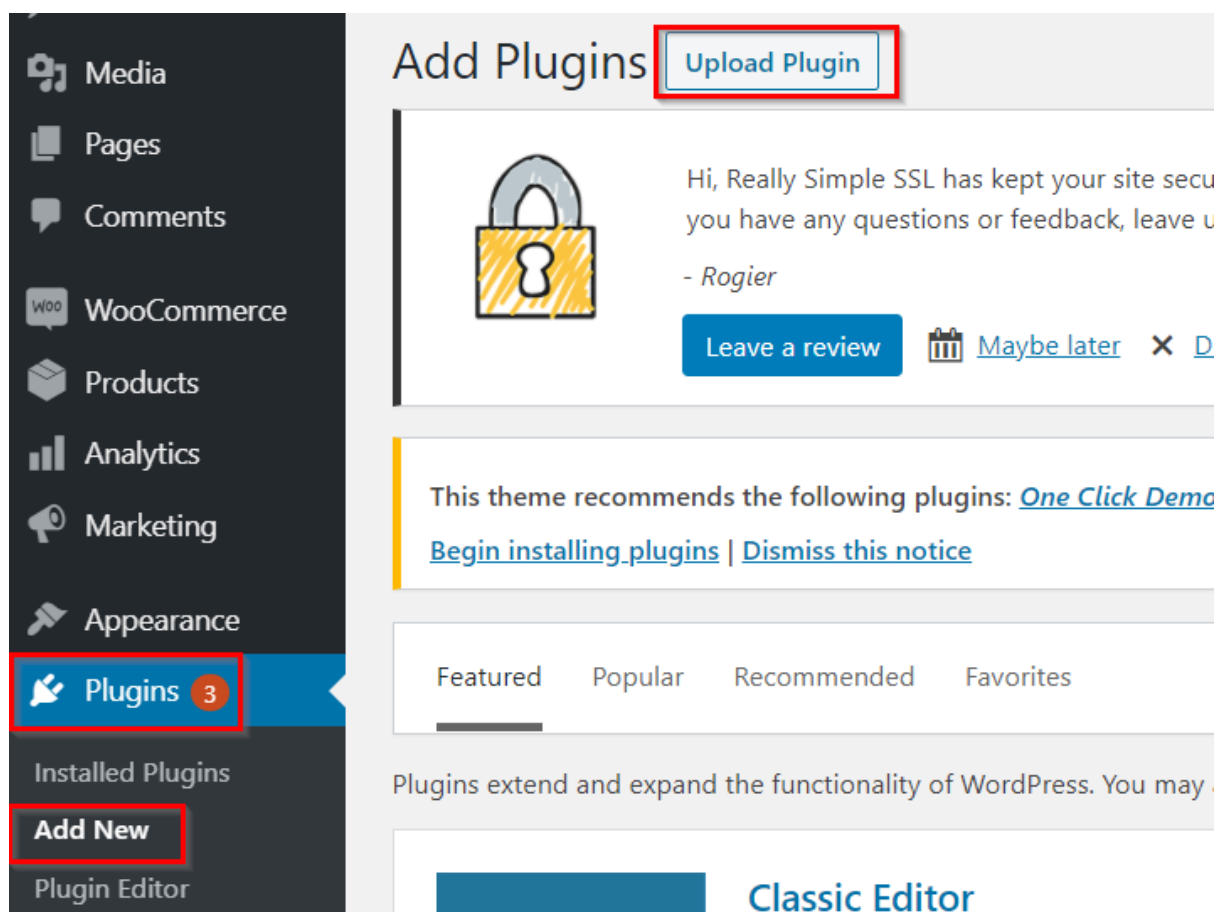 Media
Pages
Comments
Woo WooCommerce
Products
Analytics
Marketing
Appearance
Plugins 3
Installed Plugins
Add New
Plugin Editor
Add Plugins Upload Plugin
Hi, Really Simple SSL has kept your site secu
you have any questions or feedback, leave u
- Rogier
Leave a review Maybe later D
This theme recommends the following plugins: One Click Demo
Begin installing plugins | Dismiss this notice
Featured Popular Recommended Favorites
Plugins extend and expand the functionality of WordPress. You may
Classic Editor